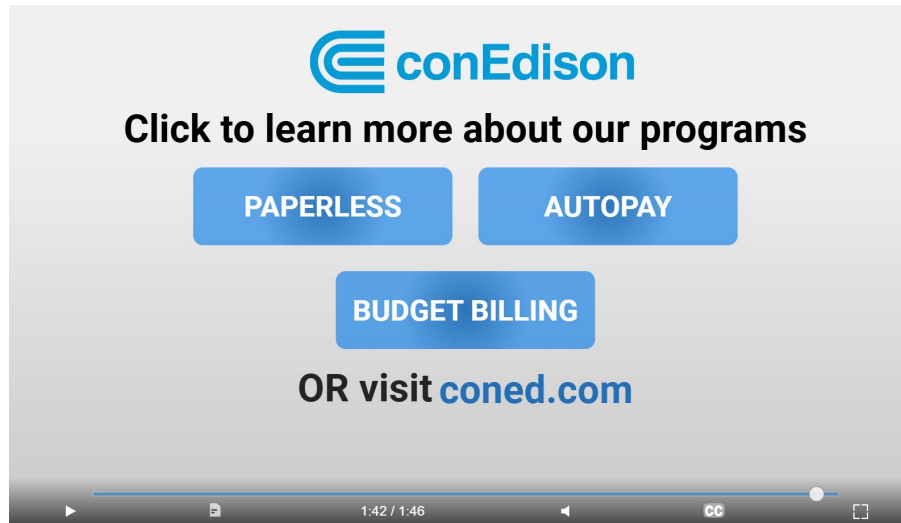 conEdison
Click to learn more about our programs
PAPERLESS
AUTOPAY
BUDGET BILLING
OR visit coned.com
1:42 / 1:46
CC